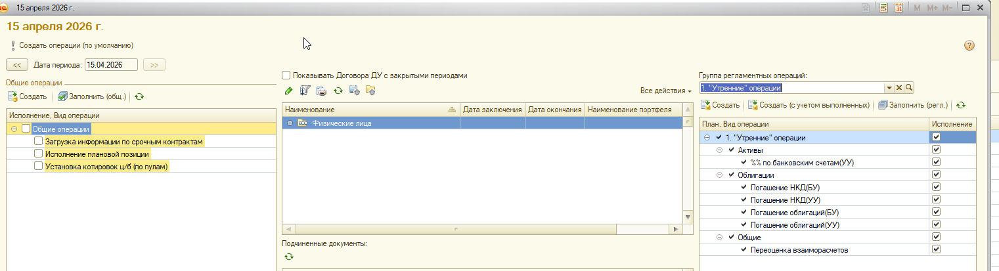 15 апреля 2026 г.
M M+ M-
15 апреля 2026 г.
Создать операции (по умолчанию)
<< Дата периода: 15.04.2026 >>
Общие операции
Создать Заполнить (общ.)
Исполнение, Вид операции
Общие операции
Загрузка информации по срочным контрактам
Исполнение плановой позиции
Установка котировок ц/б (по пулам)
Показывать Договора ДУ с закрытыми периодами
Все действия
Наименование Дата заключения Дата окончания Наименование портфеля
Физические лица
Подчиненные документы:
Группа регламентных операций:
1. "Утренние" операции
Создать Создать (с учетом выполненных) Заполнить (регл.)
План, Вид операции Исполнение
1. "Утренние" операции
Активы
%% по банковским счетам(УУ)
Облигации
Погашение НКД(БУ)
Погашение НКД(УУ)
Погашение облигаций(БУ)
Погашение облигаций(УУ)
Общие
Переоценка взаиморасчетов